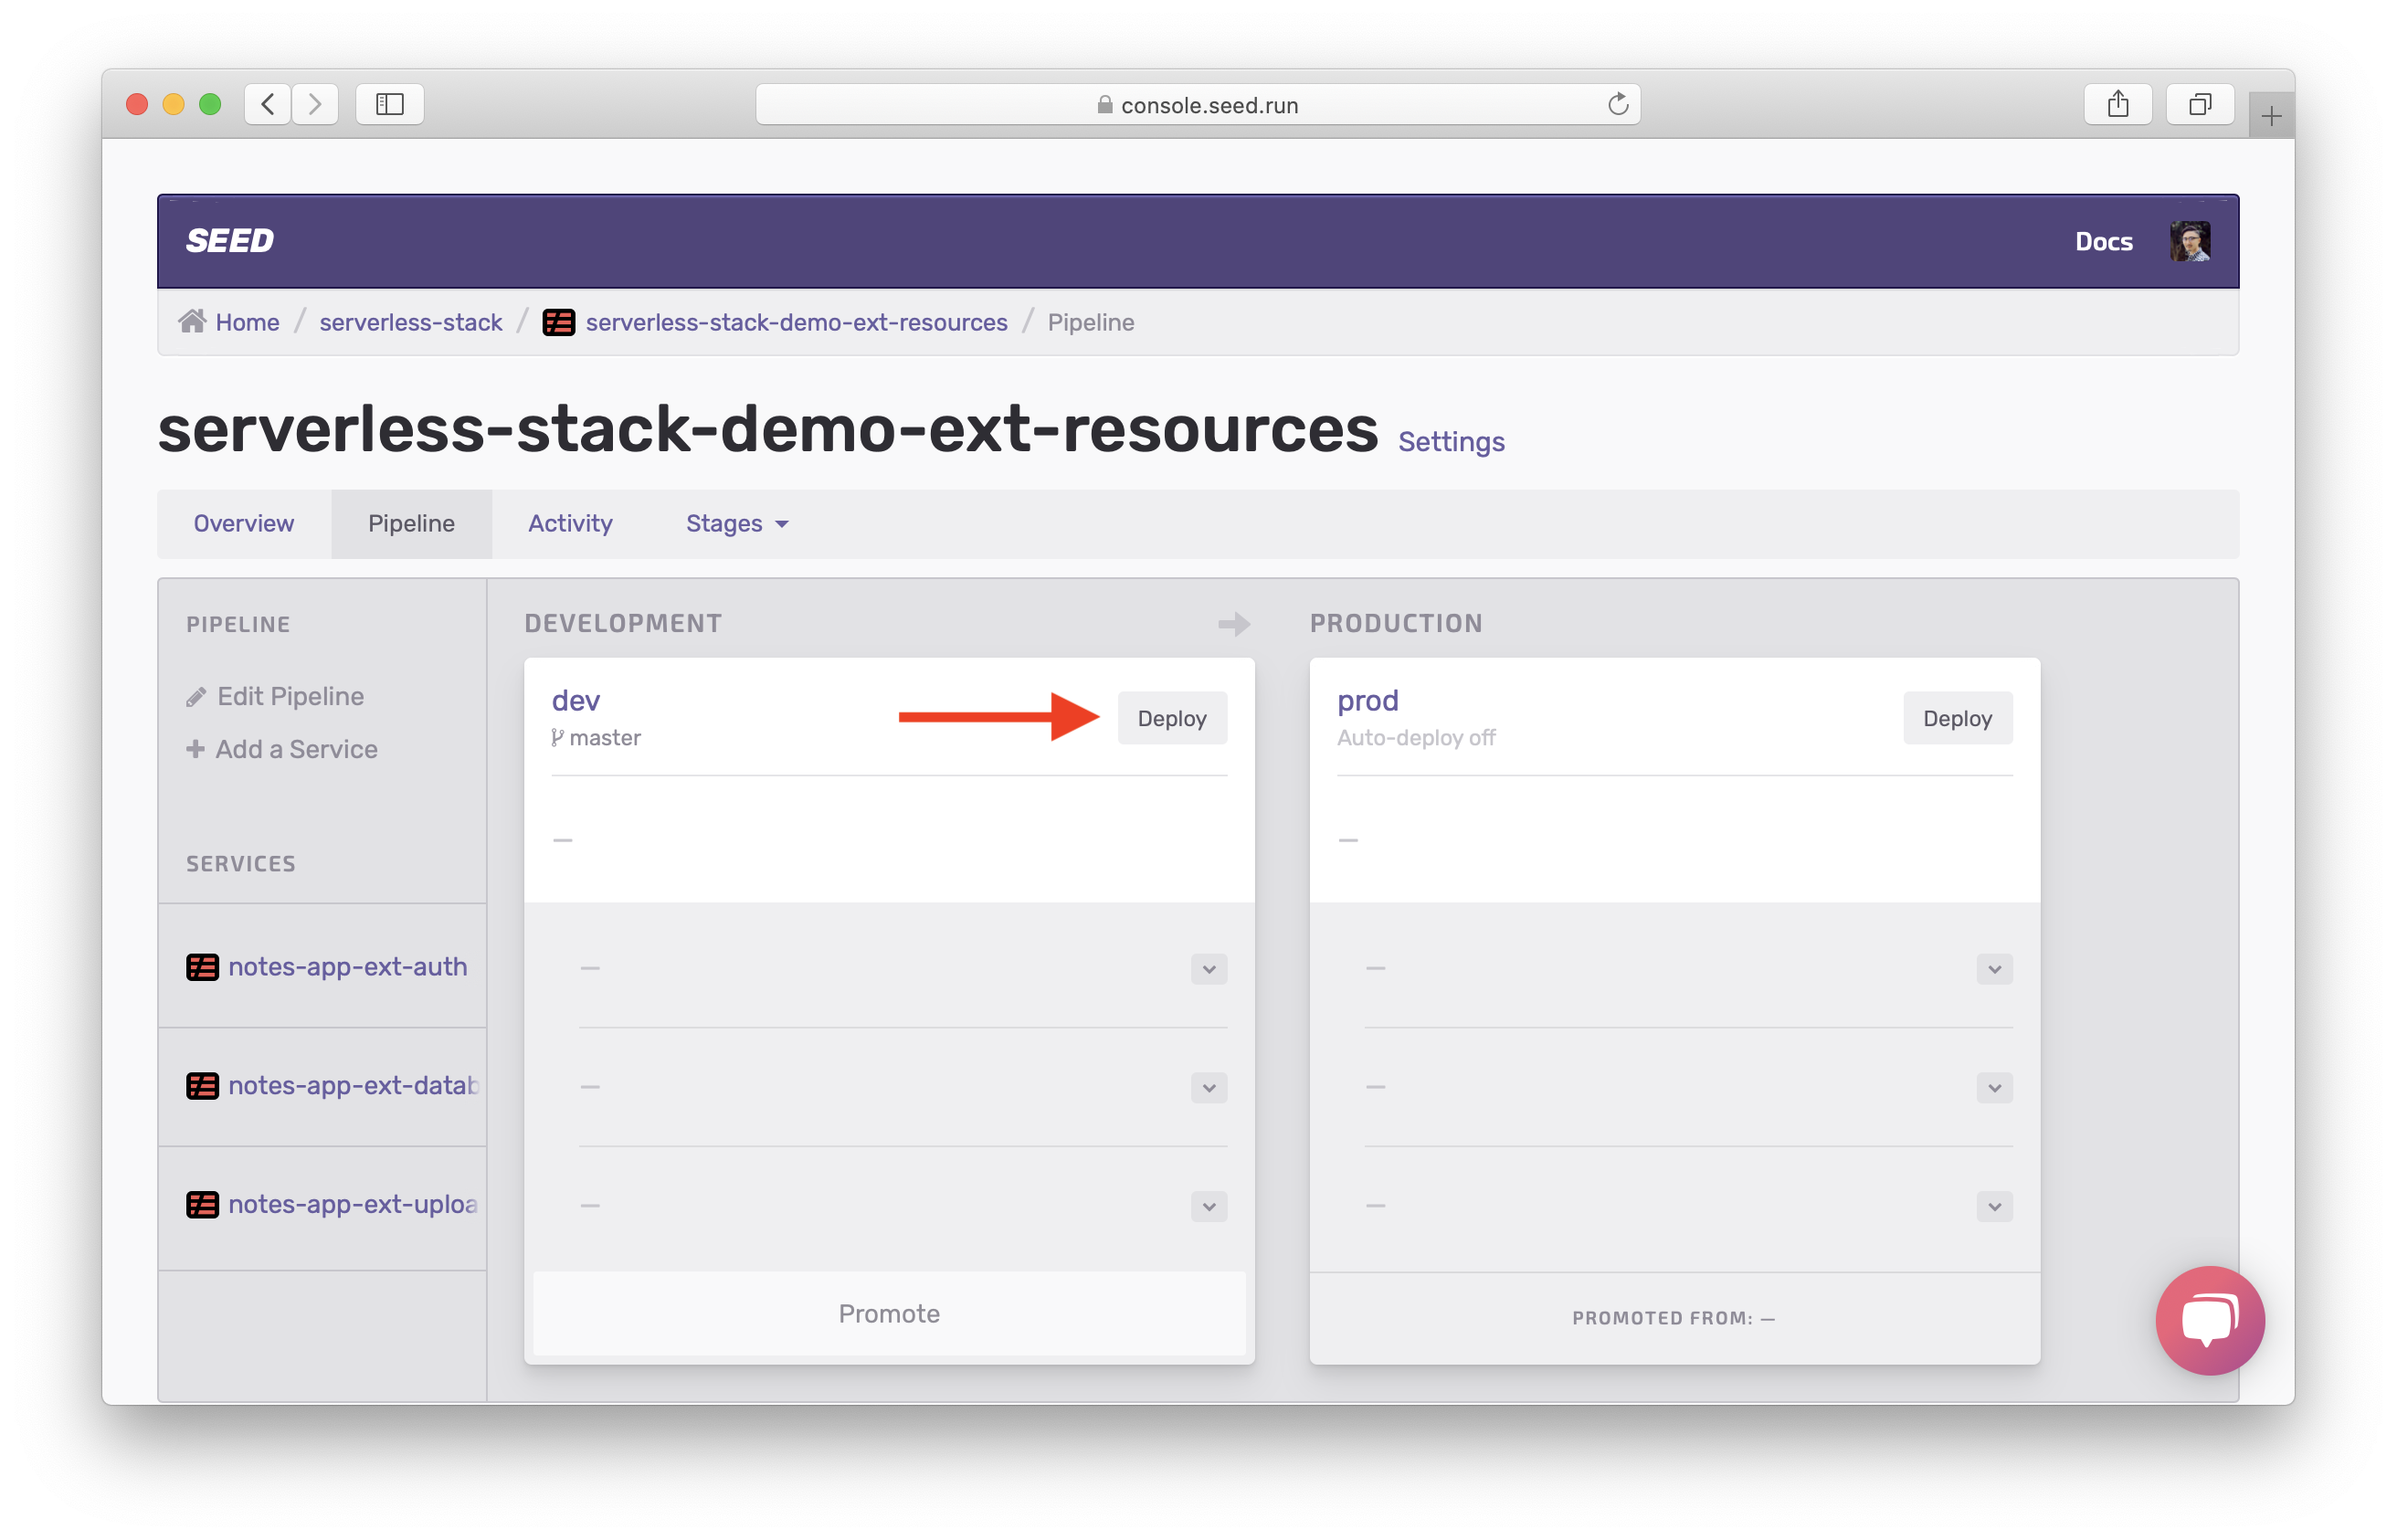 console.seed.run
SEED
Docs
Home / serverless-stack / serverless-stack-demo-ext-resources / Pipeline
serverless-stack-demo-ext-resources Settings
Overview Pipeline Activity Stages
PIPELINE
Edit Pipeline
+ Add a Service
SERVICES
notes-app-ext-auth
notes-app-ext-datab
notes-app-ext-uploa
DEVELOPMENT
dev
master
Deploy
—
—
—
—
Promote
PRODUCTION
prod
Auto-deploy off
Deploy
—
—
—
—
PROMOTED FROM: —